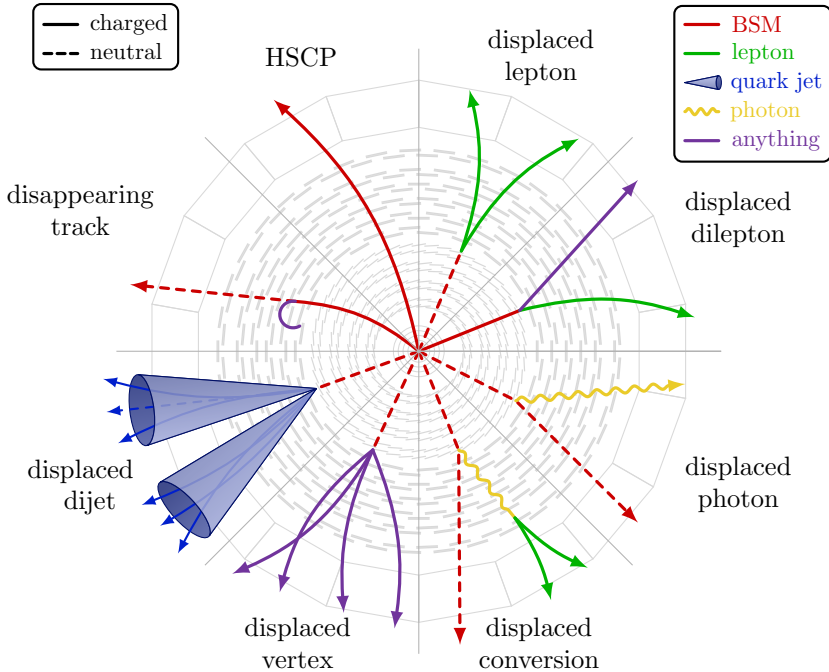 charged
neutral
HSCP
displaced
lepton
BSM
lepton
quark jet
photon
anything
disappearing
track
displaced
dilepton
displaced
dijet
displaced
photon
displaced
vertex
displaced
conversion